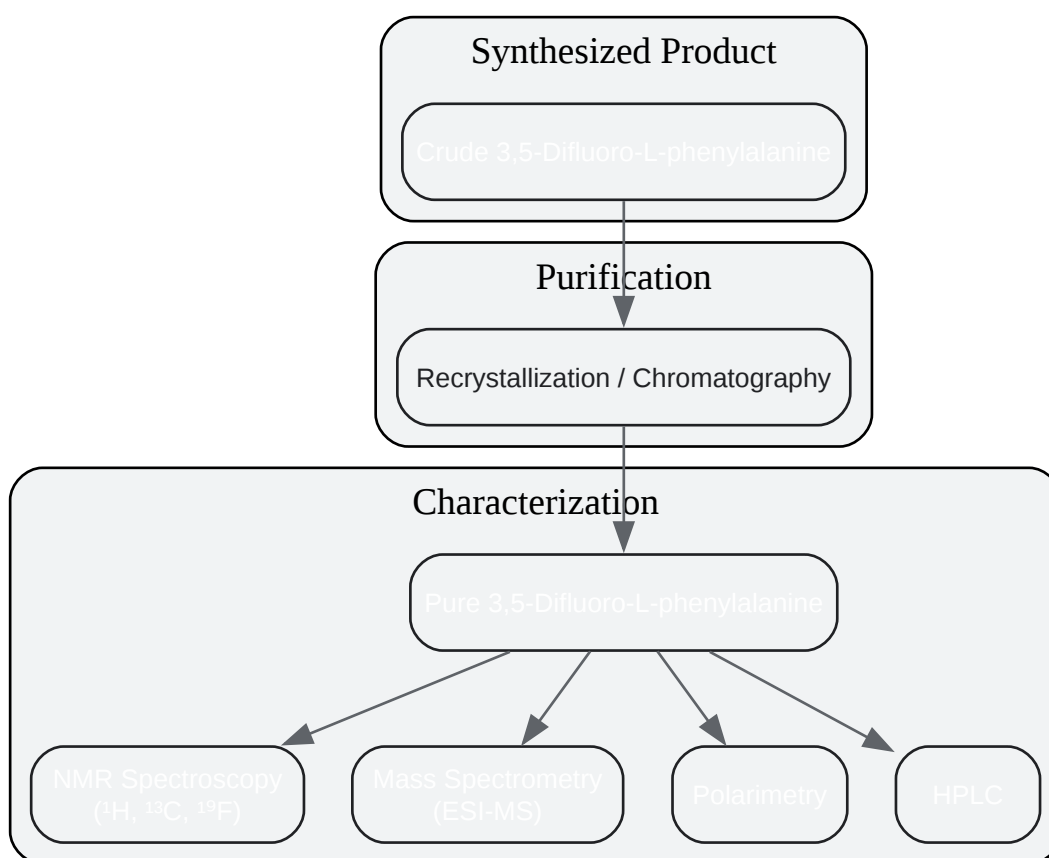 Synthesized Product
Crude 3,5-Difluoro-L-phenylalanine
Purification
Recrystallization / Chromatography
Characterization
Pure 3,5-Difluoro-L-phenylalanine
NMR Spectroscopy
(¹H, ¹³C, ¹⁹F)
Mass Spectrometry
(ESI-MS)
Polarimetry
HPLC